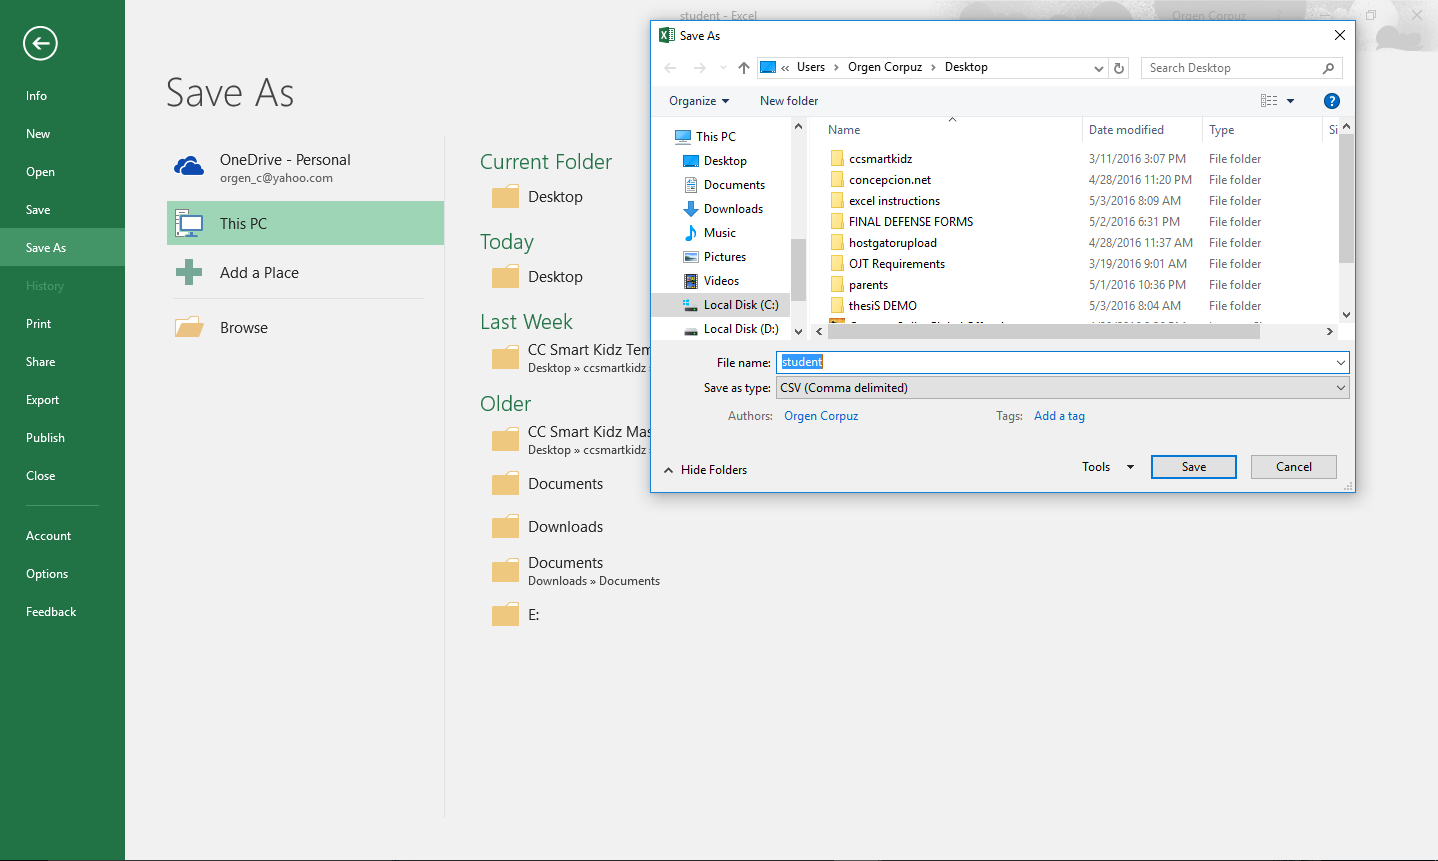 student - Excel
Orgen Corpuz
Info
New
Open
Save
Save As
History
Print
Share
Export
Publish
Close
Account
Options
Feedback
Save As
OneDrive - Personal
orgen_c@yahoo.com
This PC
Add a Place
Browse
Current Folder
Desktop
Today
Desktop
Last Week
CC Smart Kidz Tem
Desktop » ccsmartkidz
Older
CC Smart Kidz Mas
Desktop » ccsmartkidz
Documents
Downloads
Documents
Downloads » Documents
E:
Save As
« Users > Orgen Corpuz > Desktop
Search Desktop
Organize
New folder
This PC
Desktop
Documents
Downloads
Music
Pictures
Videos
Local Disk (C:)
Local Disk (D:)
Name Date modified Type Si
ccsmartkidz 3/11/2016 3:07 PM File folder
concepcion.net 4/28/2016 11:20 PM File folder
excel instructions 5/3/2016 8:09 AM File folder
FINAL DEFENSE FORMS 5/2/2016 6:31 PM File folder
hostgatorupload 4/28/2016 11:37 AM File folder
OJT Requirements 3/19/2016 9:01 AM File folder
parents 5/1/2016 10:36 PM File folder
thesiS DEMO 5/3/2016 8:04 AM File folder
File name: student
Save as type: CSV (Comma delimited)
Authors: Orgen Corpuz
Tags: Add a tag
Hide Folders
Tools
Save
Cancel